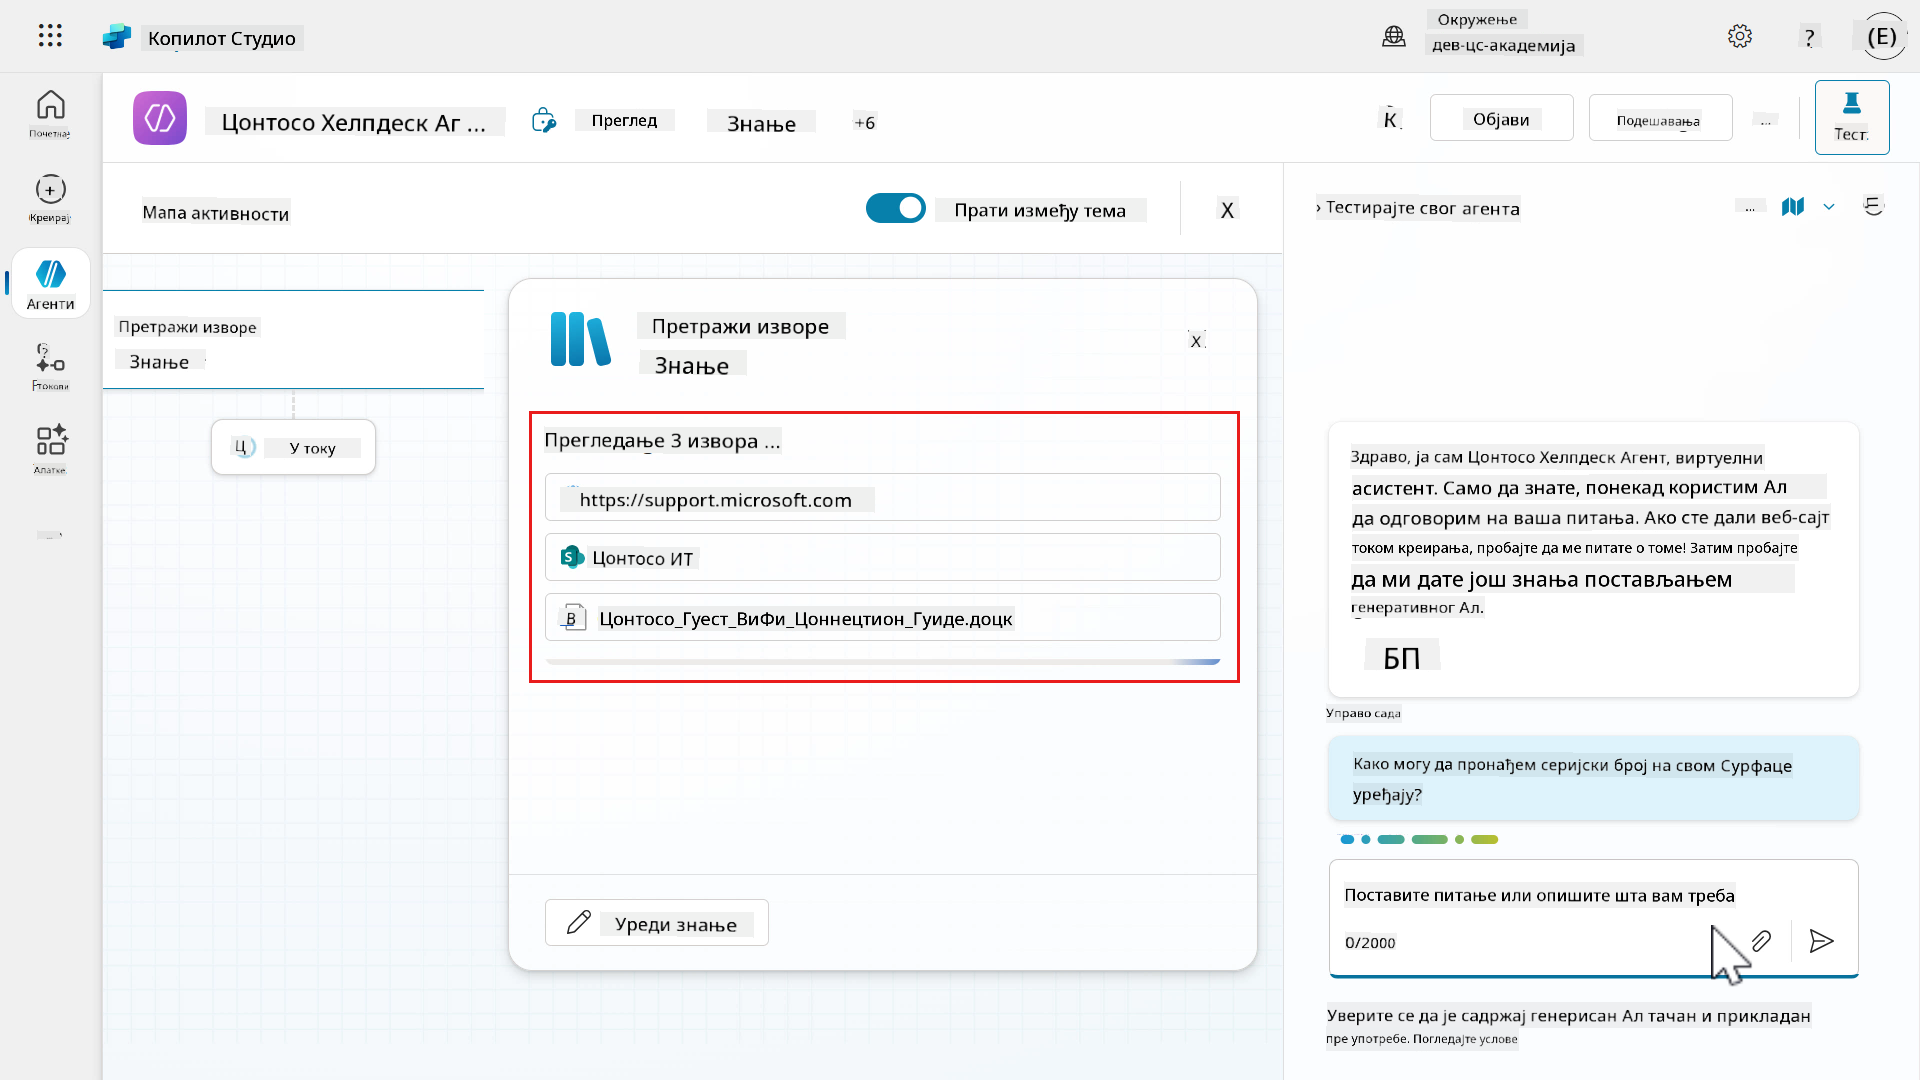 Копилот Студио
Окружење
дев-цс-академија
?
(Е)
Почетнај
Креирај
Агенти
Алатке
Цонтосо Хелпдеск Аг ...
Преглед
Знање
+6
К
Објави
Подешавања
...
Тест
Мапа активности
Прати између тема
X
Претражи изворе
Знање
Ц
У току
Претражи изворе
Знање
X
Прегледање 3 извора ...
https://support.microsoft.com
Цонтосо ИТ
В Цонтосо_Гуест_ВиФи_Цоннецтион_Гуиде.доцк
Уреди знање
› Тестирајте свог агента
...
Здраво, ја сам Цонтосо Хелпдеск Агент, виртуелни
асистент. Само да знате, понекад користим Ал
да одговорим на ваша питања. Ако сте дали веб-сајт
током креирања, пробајте да ме питате о томе! Затим пробајте
да ми дате још знања постављањем
генеративног Ал.
БП
Управо сада
Како могу да пронађем серијски број на свом Сурфаце
уређају?
Поставите питање или опишите шта вам треба
0/2000
Уверите се да је садржај генерисан Ал тачан и прикладан
пре употребе. Погледајте услове